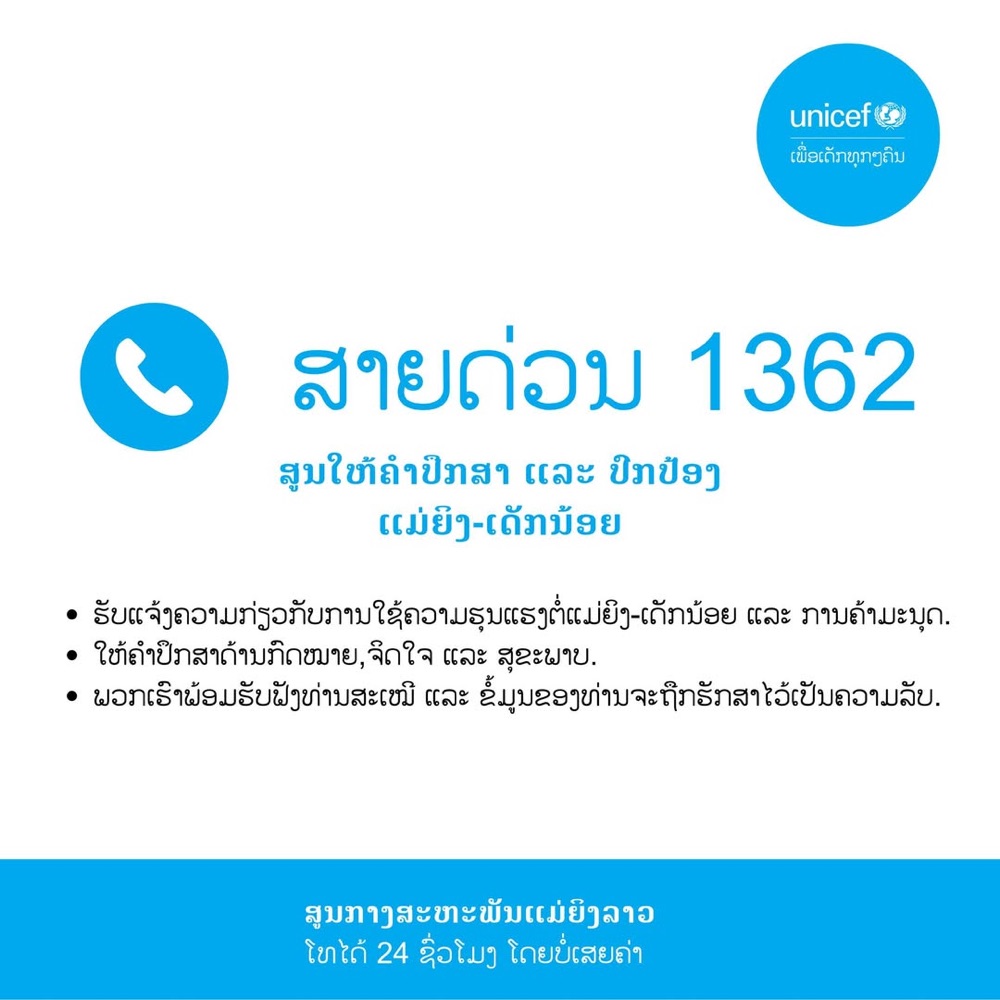 unicef
ເພື່ອເດັກທຸກໆຄົນ
ສາຍດ່ວນ 1362
ສູນໃຫ້ຄໍາປຶກສາ ແລະ ປົກປ້ອງ
ແມ່ຍິງ-ເດັກນ້ອຍ
• ຮັບແຈ້ງຄວາມກ່ຽວກັບການໃຊ້ຄວາມຮຸນແຮງຕໍ່ແມ່ຍິງ-ເດັກນ້ອຍ ແລະ ການຄ້າມະນຸດ.
• ໃຫ້ຄໍາປຶກສາດ້ານກົດໝາຍ,ຈິດໃຈ ແລະ ສຸຂະພາບ.
• ພວກເຮົາພ້ອມຮັບຟັງທ່ານສະເໝີ ແລະ ຂໍ້ມູນຂອງທ່ານຈະຖືກຮັກສາໄວ້ເປັນຄວາມລັບ.
ສູນກາງສະຫະພັນແມ່ຍິງລາວ
ໂທໄດ້ 24 ຊົ່ວໂມງ ໂດຍບໍ່ເສຍຄ່າ